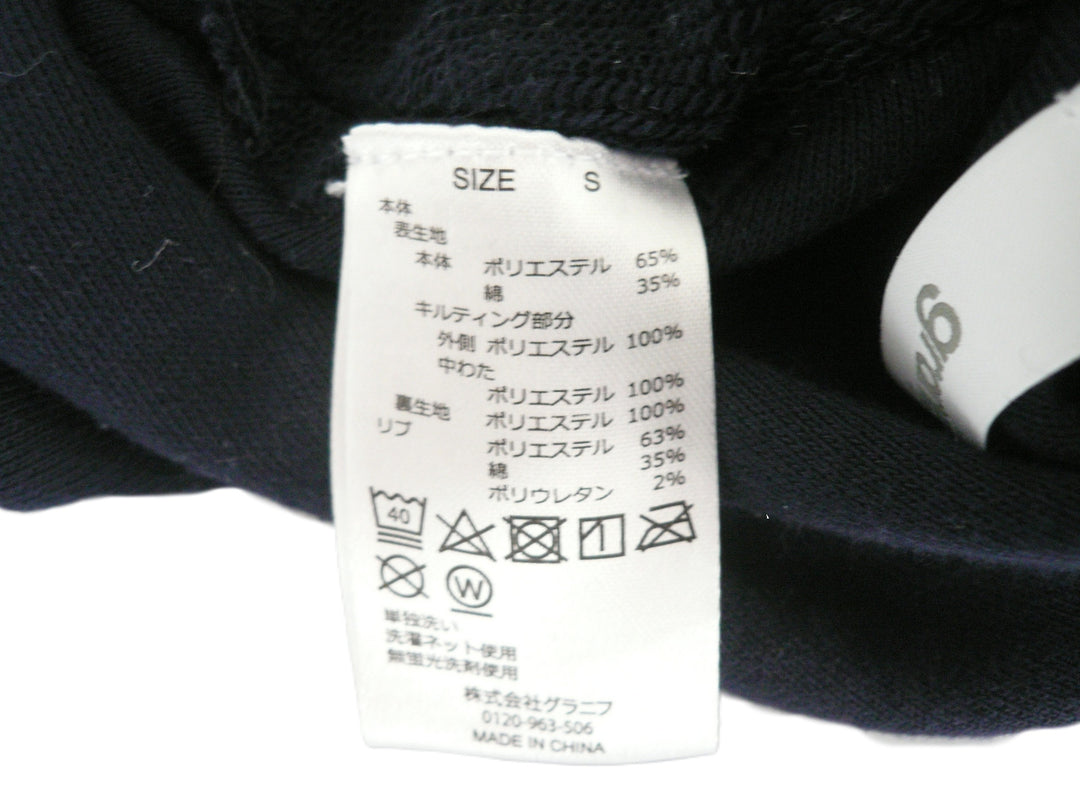 SIZE S
本体
表生地
本体 ポリエステル 65%
綿 35%
キルティング部分
外側 ポリエステル 100%
中わた
ポリエステル 100%
裏生地 ポリエステル 100%
リブ ポリエステル 63%
綿 35%
ポリウレタン 2%
40
W
単独洗い
洗濯ネット使用
無蛍光洗剤使用
株式会社グラニフ
0120-963-506
MADE IN CHINA